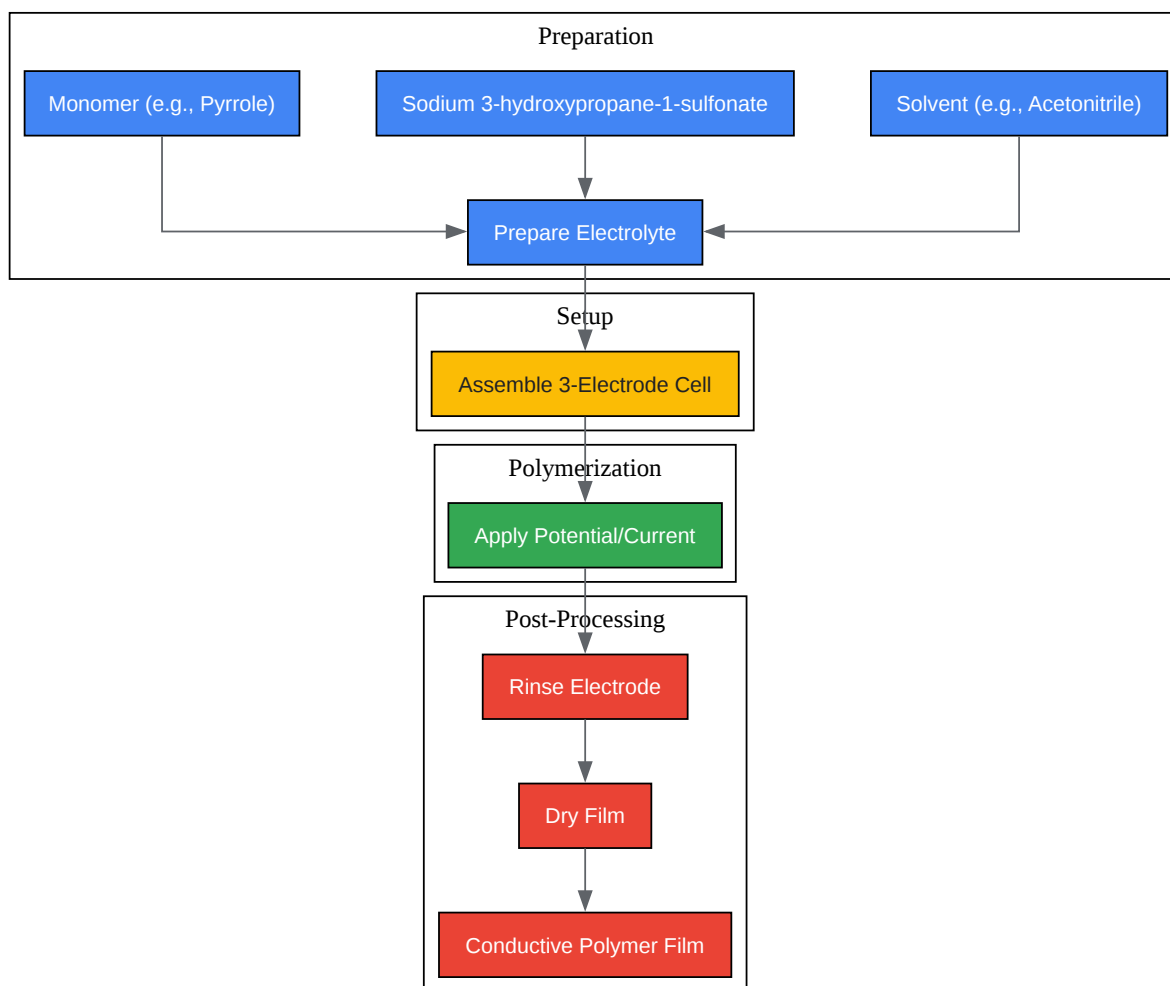 Preparation
Monomer (e.g., Pyrrole)
Sodium 3-hydroxypropane-1-sulfonate
Solvent (e.g., Acetonitrile)
Prepare Electrolyte
Setup
Assemble 3-Electrode Cell
Polymerization
Apply Potential/Current
Post-Processing
Rinse Electrode
Dry Film
Conductive Polymer Film